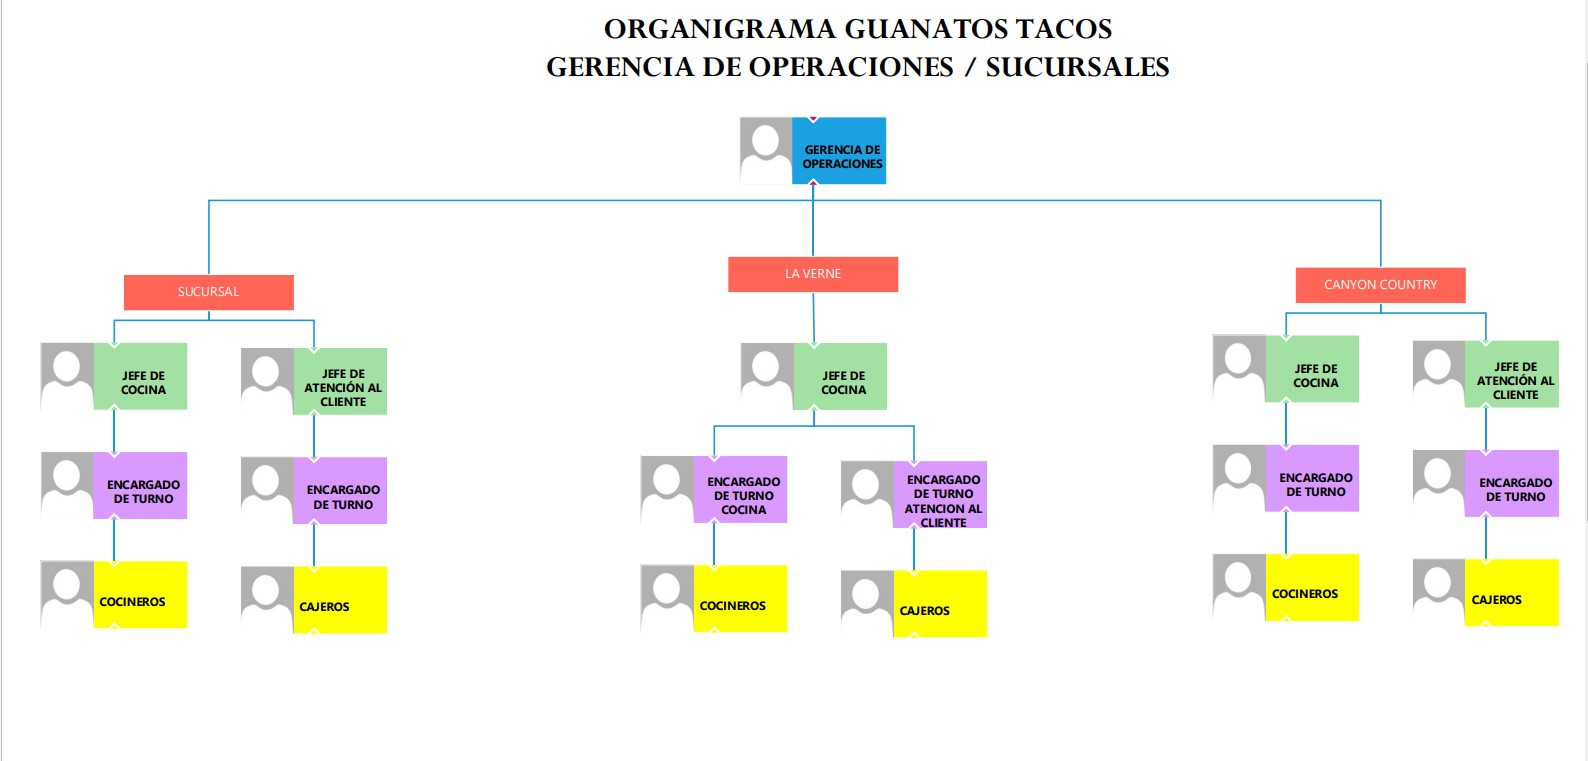 ORGANIGRAMA GUANATOS TACOS
GERENCIA DE OPERACIONES / SUCURSALES
GERENCIA DE
OPERACIONES
SUCURSAL
LA VERNE
CANYON COUNTRY
JEFE DE
COCINA
JEFE DE
ATENCIÓN AL
CLIENTE
JEFE DE
COCINA
JEFE DE
COCINA
JEFE DE
ATENCIÓN AL
CLIENTE
ENCARGADO
DE TURNO
ENCARGADO
DE TURNO
ENCARGADO
DE TURNO
COCINA
ENCARGADO
DE TURNO
ATENCION AL
CLIENTE
ENCARGADO
DE TURNO
ENCARGADO
DE TURNO
COCINEROS
CAJEROS
COCINEROS
CAJEROS
COCINEROS
CAJEROS